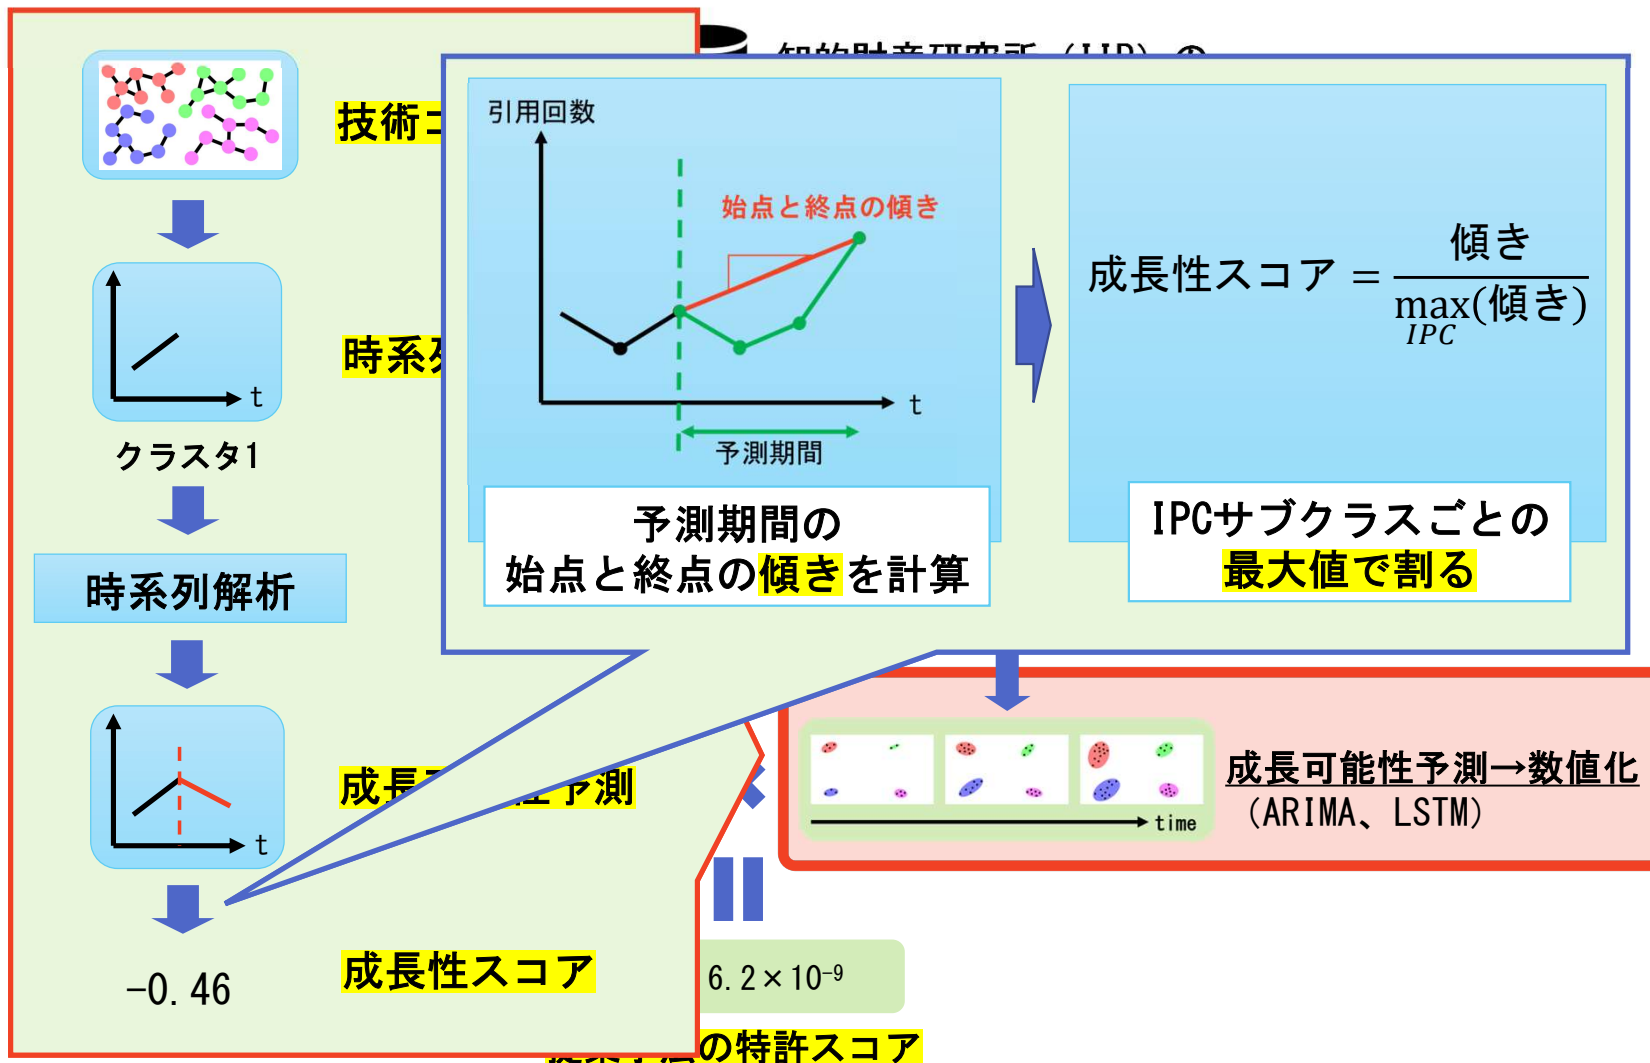 技術
クラスタ1
t
時系
時系列解析
t
成長
予測
-0.46
成長性スコア
引用回数
始点と終点の傾き
t
予測期間
予測期間の
始点と終点の傾きを計算
成長性スコア = 傾き / max(傾き)
IPC
IPCサブクラスごとの
最大値で割る
time
成長可能性予測→数値化
(ARIMA、LSTM)
6.2×10⁻⁹
の特許スコア